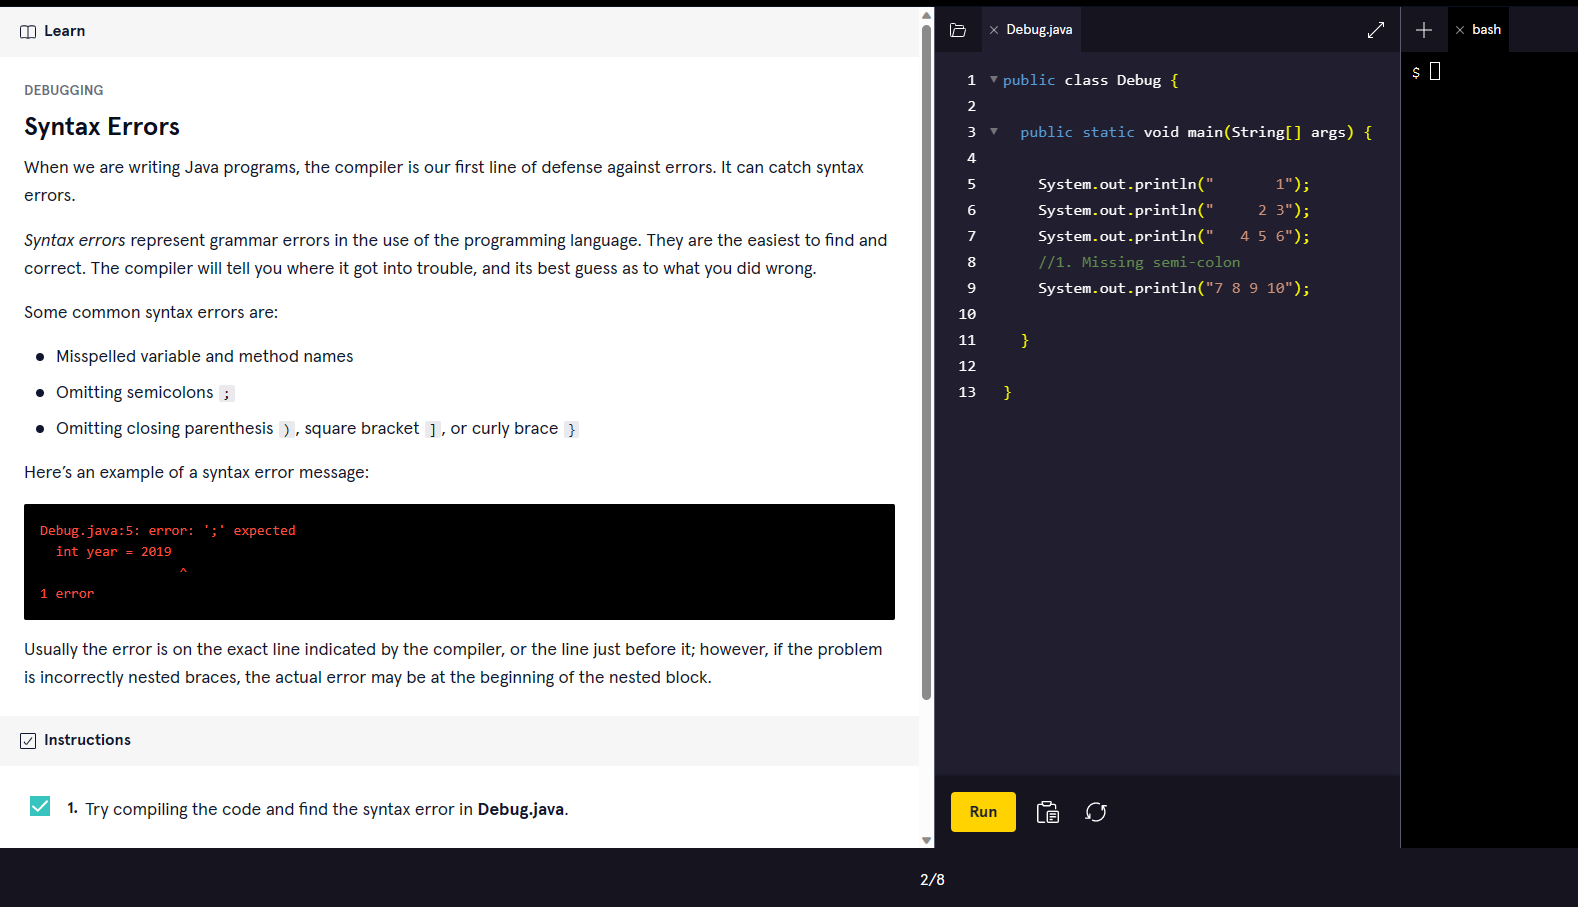 Learn
DEBUGGING
Syntax Errors
When we are writing Java programs, the compiler is our first line of defense against errors. It can catch syntax
errors.
Syntax errors represent grammar errors in the use of the programming language. They are the easiest to find and
correct. The compiler will tell you where it got into trouble, and its best guess as to what you did wrong.
Some common syntax errors are:
● Misspelled variable and method names
● Omitting semicolons ;
● Omitting closing parenthesis ), square bracket ], or curly brace }
Here’s an example of a syntax error message:
Debug.java:5: error: ';' expected
  int year = 2019
                  ^
1 error
Usually the error is on the exact line indicated by the compiler, or the line just before it; however, if the problem
is incorrectly nested braces, the actual error may be at the beginning of the nested block.
Instructions
1. Try compiling the code and find the syntax error in Debug.java.
Debug.java
1 public class Debug {
2
3   public static void main(String[] args) {
4
5     System.out.println("       1");
6     System.out.println("     2 3");
7     System.out.println("   4 5 6");
8     //1. Missing semi-colon
9     System.out.println("7 8 9 10");
10
11   }
12
13 }
Run
bash
$
2/8